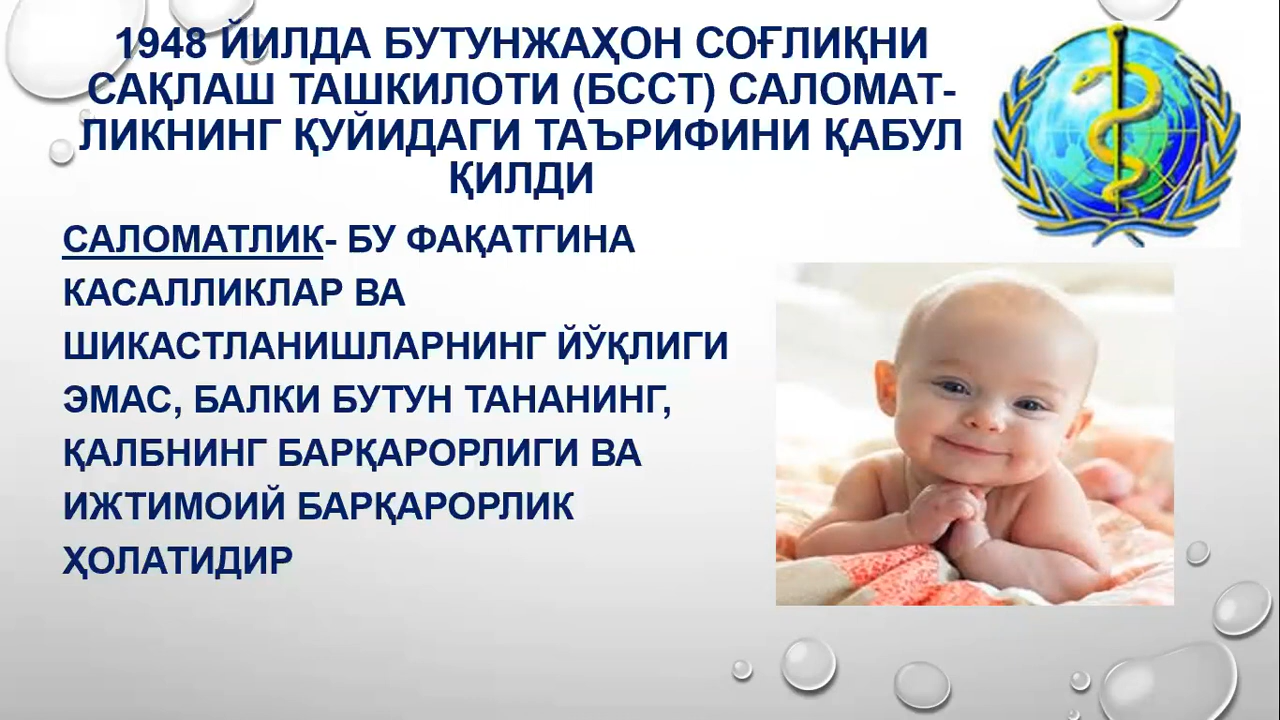 1948 ЙИЛДА БУТУНЖАҲОН СОҒЛИҚНИ
САҚЛАШ ТАШКИЛОТИ (БССТ) САЛОМАТ-
ЛИКНИНГ ҚУЙИДАГИ ТАЪРИФИНИ ҚАБУЛ
ҚИЛДИ
САЛОМАТЛИК- БУ ФАҚАТГИНА
КАСАЛЛИКЛАР ВА
ШИКАСТЛАНИШЛАРНИНГ ЙЎҚЛИГИ
ЭМАС, БАЛКИ БУТУН ТАНАНИНГ,
ҚАЛБНИНГ БАРҚАРОРЛИГИ ВА
ИЖТИМОИЙ БАРҚАРОРЛИК
ҲОЛАТИДИР